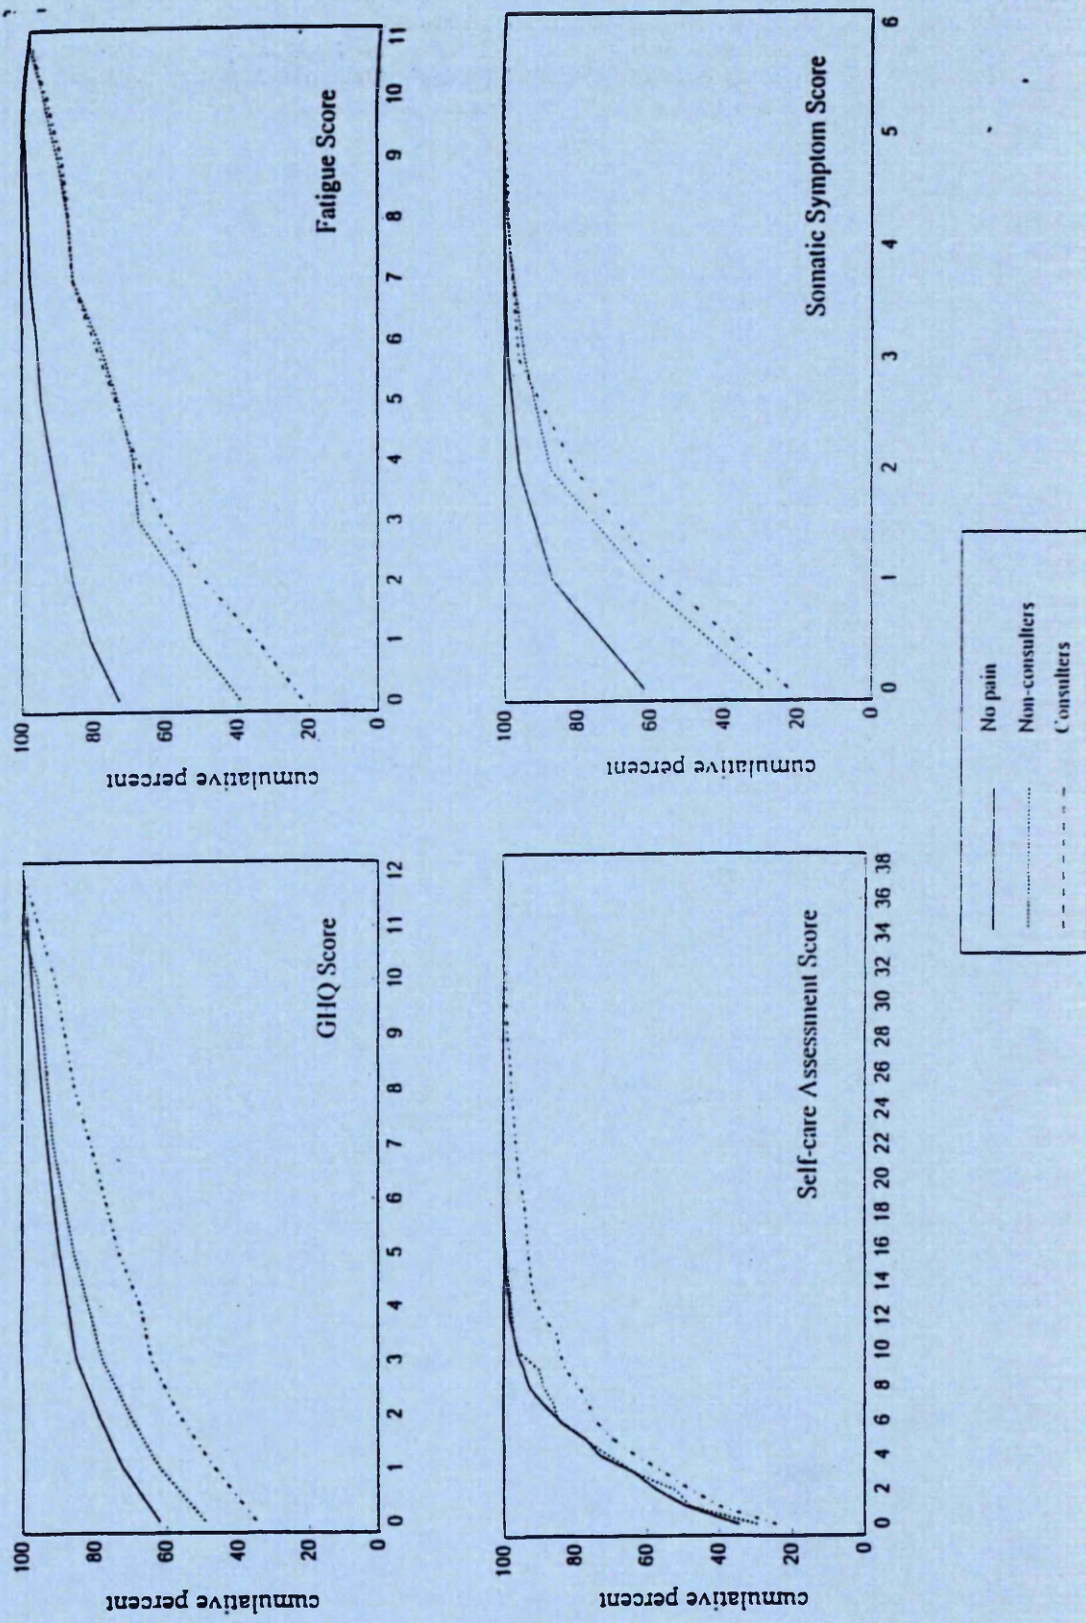 100
80
60
40
20
0
cumulative percent
0 1 2 3 4 5 6 7 8 9 10 11 12
GHQ Score
100
80
60
40
20
0
cumulative percent
0 1 2 3 4 5 6 7 8 9 10 11
Fatigue Score
100
80
60
40
20
0
cumulative percent
0 2 4 6 8 10 12 14 16 18 20 22 24 26 28 30 32 34 36 38
Self-care Assessment Score
100
80
60
40
20
0
cumulative percent
0 1 2 3 4 5 6
Somatic Symptom Score
No pain
Non-consulters
Consulters